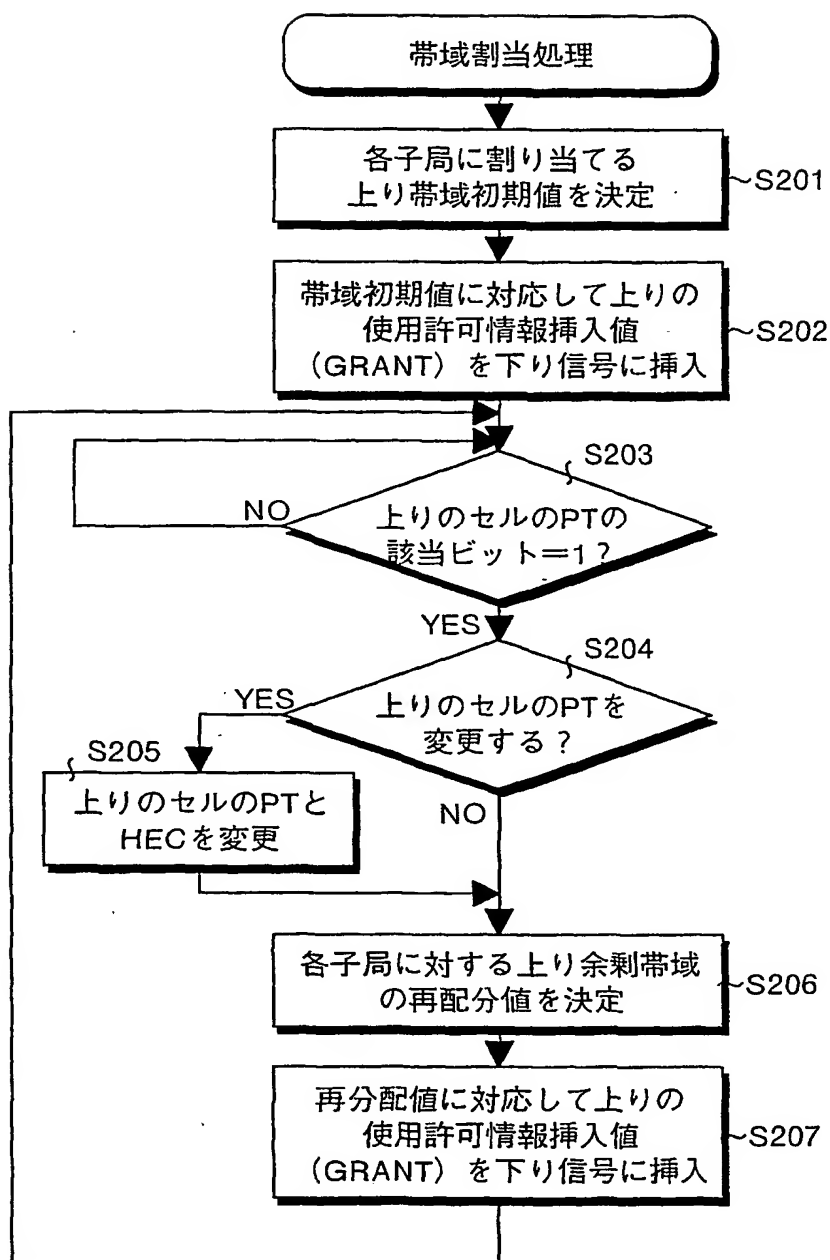 帯域割当処理
各子局に割り当てる
上り帯域初期値を決定
~S201
帯域初期値に対応して上りの
使用許可情報挿入値
(GRANT) を下り信号に挿入
~S202
S203
NO
上りのセルのPTの
該当ビット=1?
YES
S204
YES
上りのセルのPTを
変更する?
S205
上りのセルのPTと
HECを変更
NO
各子局に対する上り余剰帯域
の再配分値を決定
~S206
再分配値に対応して上りの
使用許可情報挿入値
(GRANT) を下り信号に挿入
~S207